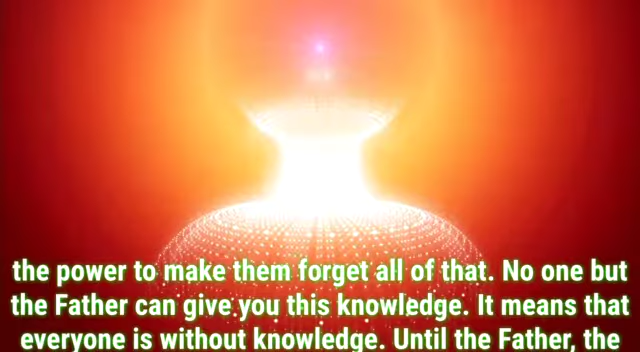 the power to make them forget all of that. No one but
the Father can give you this knowledge. It means that
everyone is without knowledge. Until the Father, the